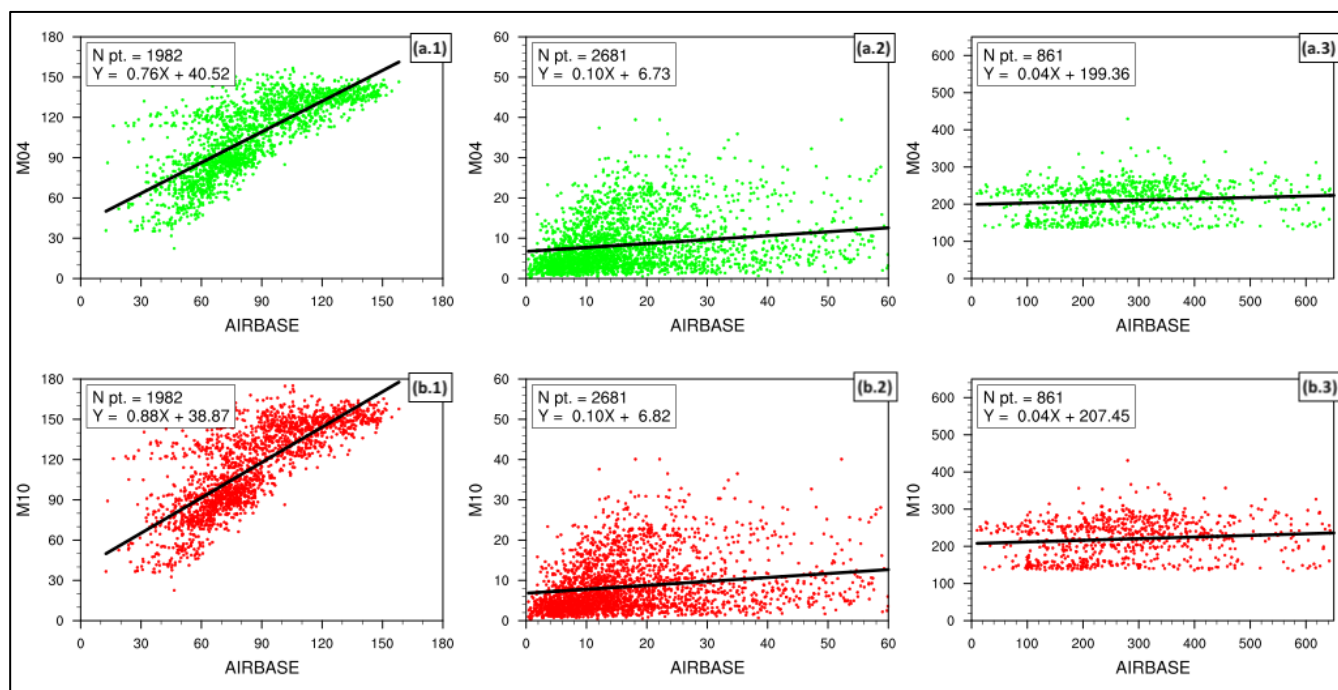 (a.1)
N pt. = 1982
Y = 0.76X + 40.52
180
150
120
90
60
30
0
M04
0 30 60 90 120 150 180
AIRBASE
(a.2)
N pt. = 2681
Y = 0.10X + 6.73
60
50
40
30
20
10
0
M04
0 10 20 30 40 50 60
AIRBASE
(a.3)
N pt. = 861
Y = 0.04X + 199.36
600
500
400
300
200
100
0
M04
0 100 200 300 400 500 600
AIRBASE
(b.1)
N pt. = 1982
Y = 0.88X + 38.87
180
150
120
90
60
30
0
M10
0 30 60 90 120 150 180
AIRBASE
(b.2)
N pt. = 2681
Y = 0.10X + 6.82
60
50
40
30
20
10
0
M10
0 10 20 30 40 50 60
AIRBASE
(b.3)
N pt. = 861
Y = 0.04X + 207.45
600
500
400
300
200
100
0
M10
0 100 200 300 400 500 600
AIRBASE